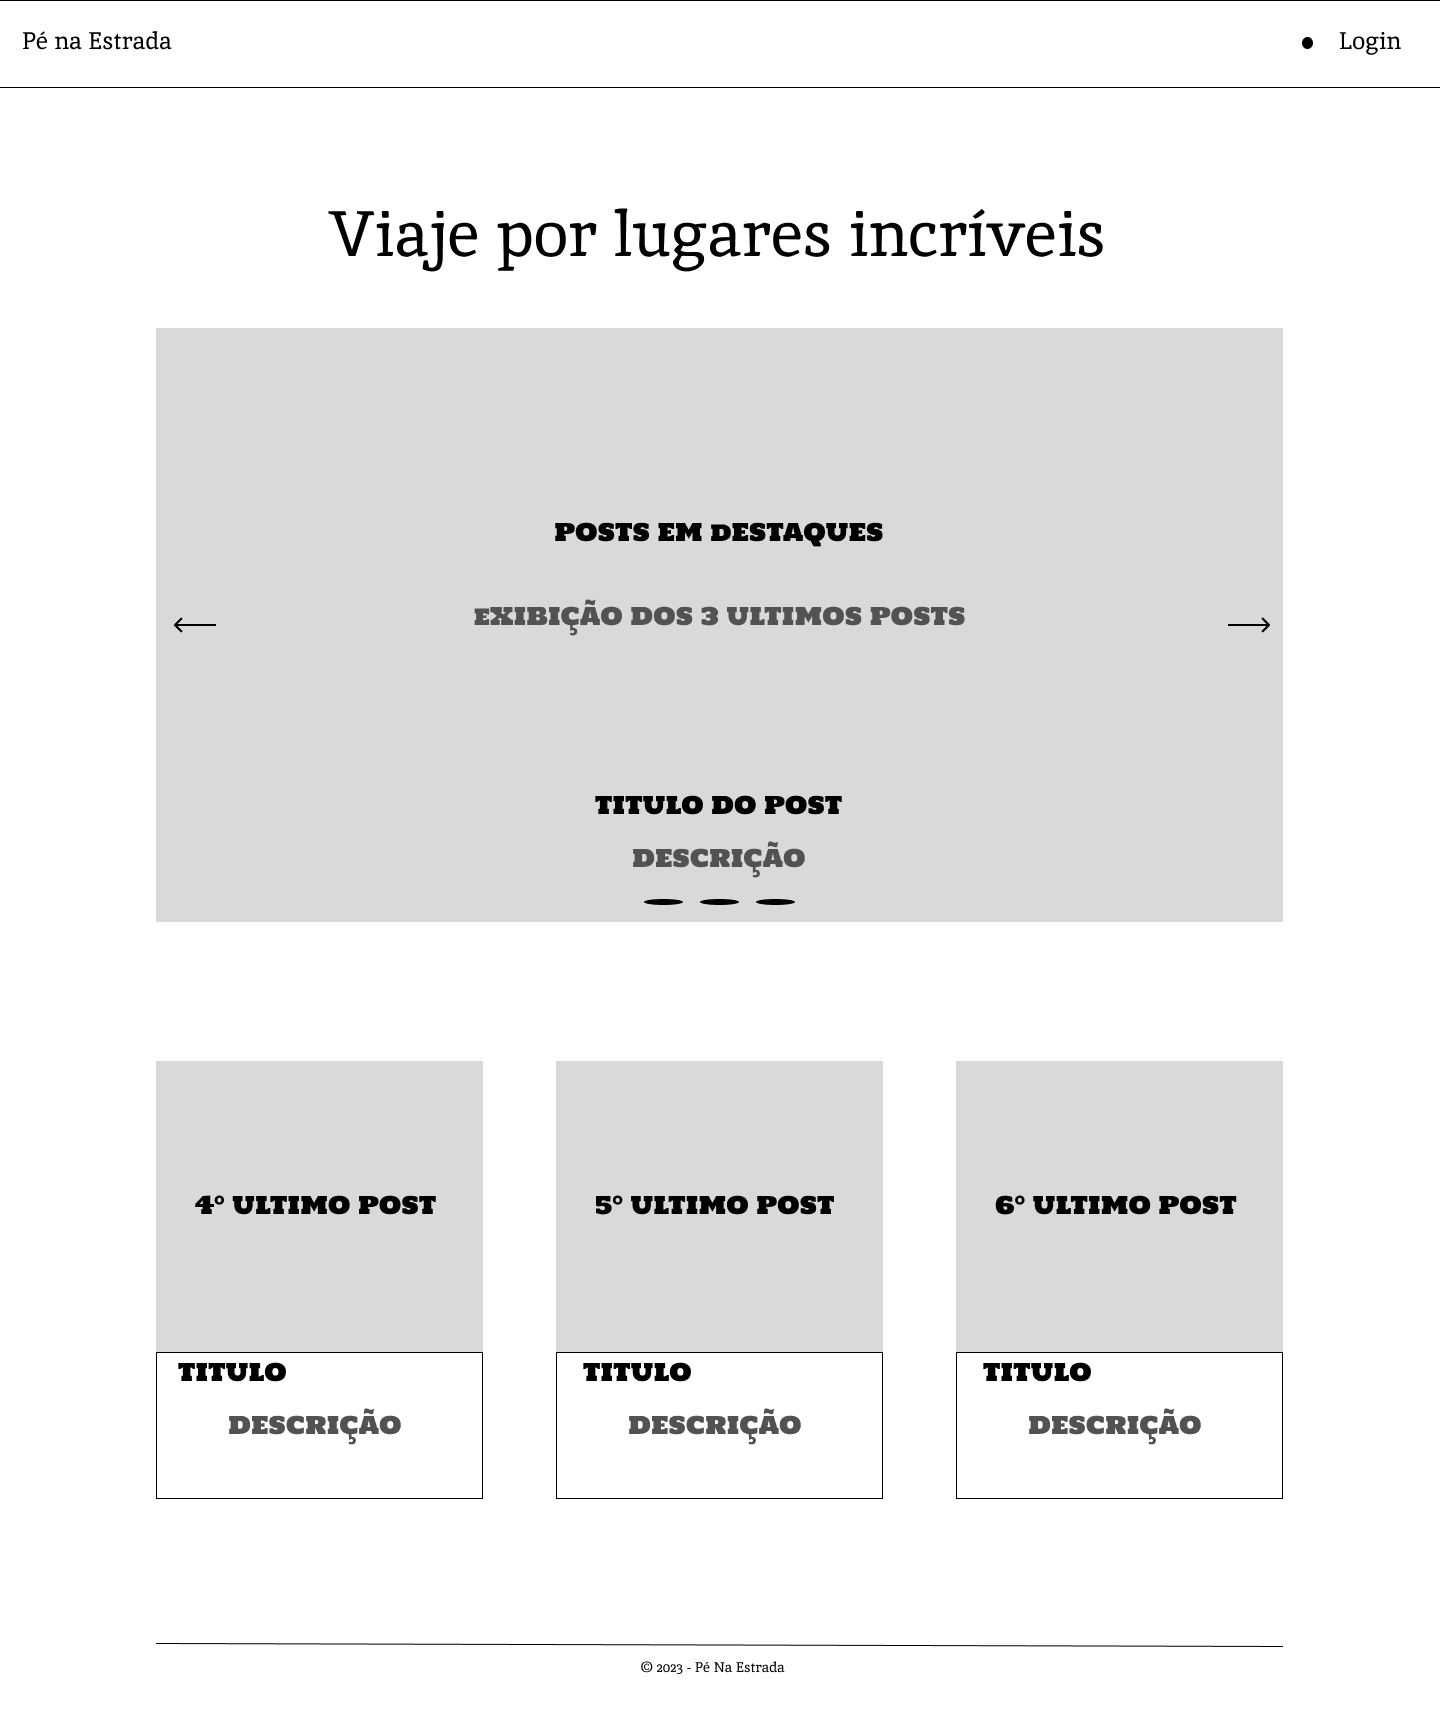 Pé na Estrada
Login
Viaje por lugares incríveis
POSTS EM DESTAQUES
EXIBIÇÃO DOS 3 ULTIMOS POSTS
TITULO DO POST
DESCRIÇÃO
4° ULTIMO POST
5° ULTIMO POST
6° ULTIMO POST
TITULO
DESCRIÇÃO
TITULO
DESCRIÇÃO
TITULO
DESCRIÇÃO
© 2023 - Pé Na Estrada